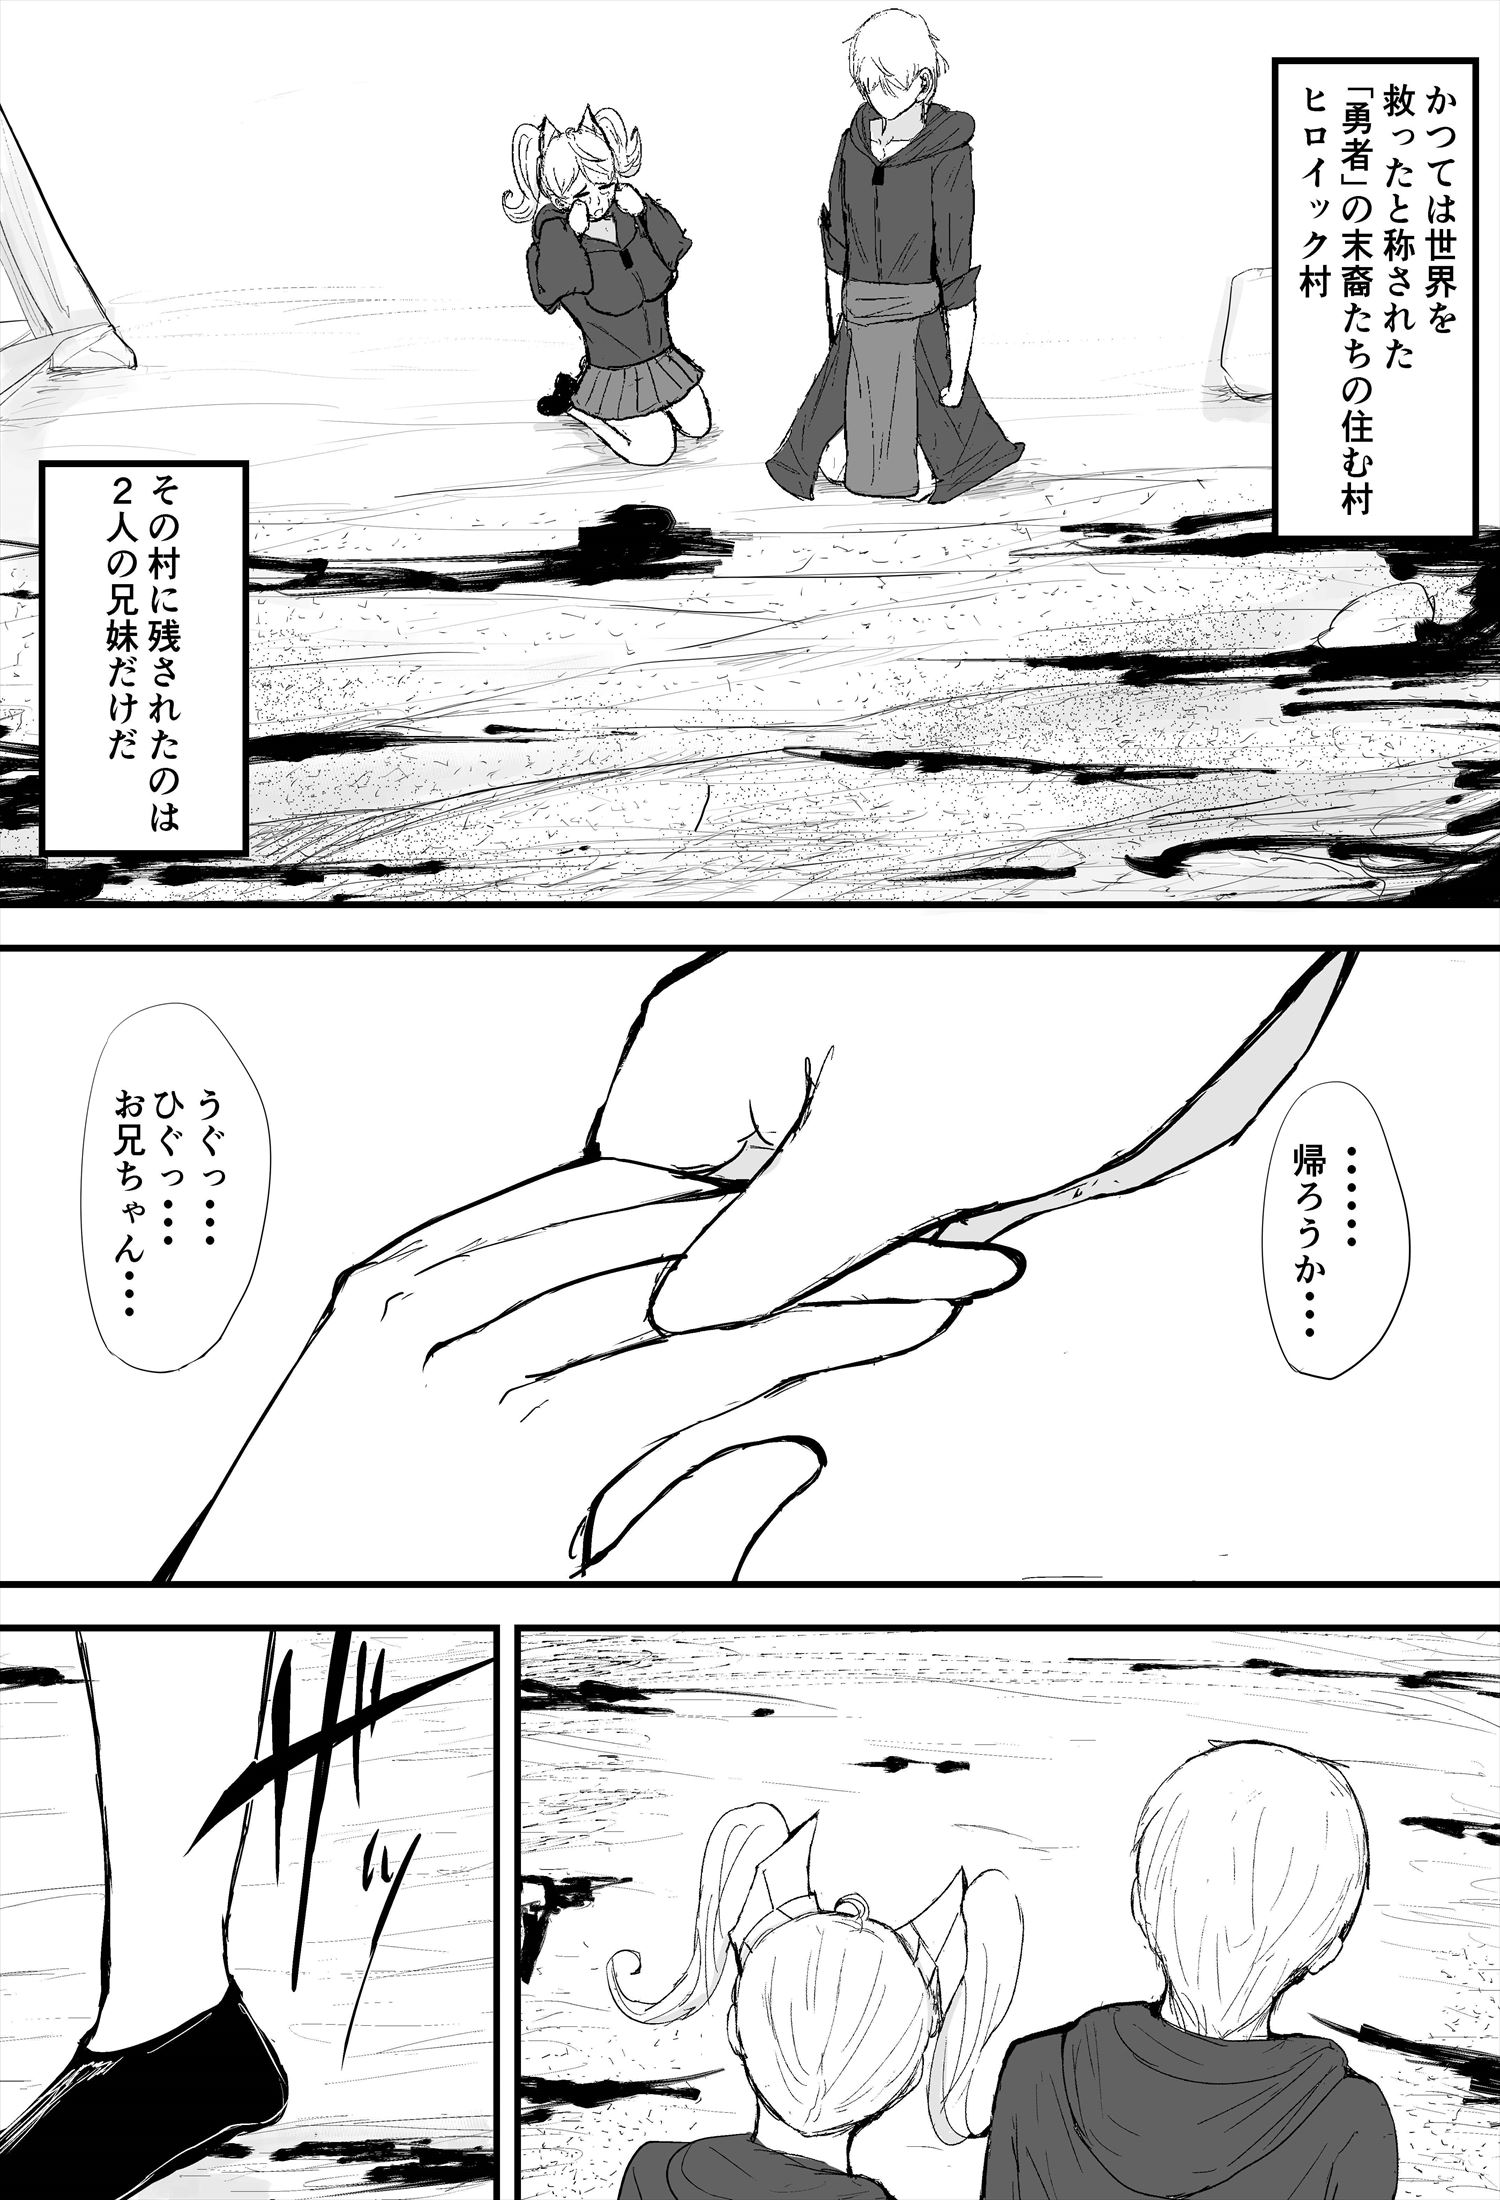 かつては世界を
救ったと称された
「勇者」の末裔たちの住む村
ヒロイック村
その村に残されたのは
2人の兄妹だけだ
……
帰ろうか…
うぐっ…
ひぐっ…
お兄ちゃん…
ザッ